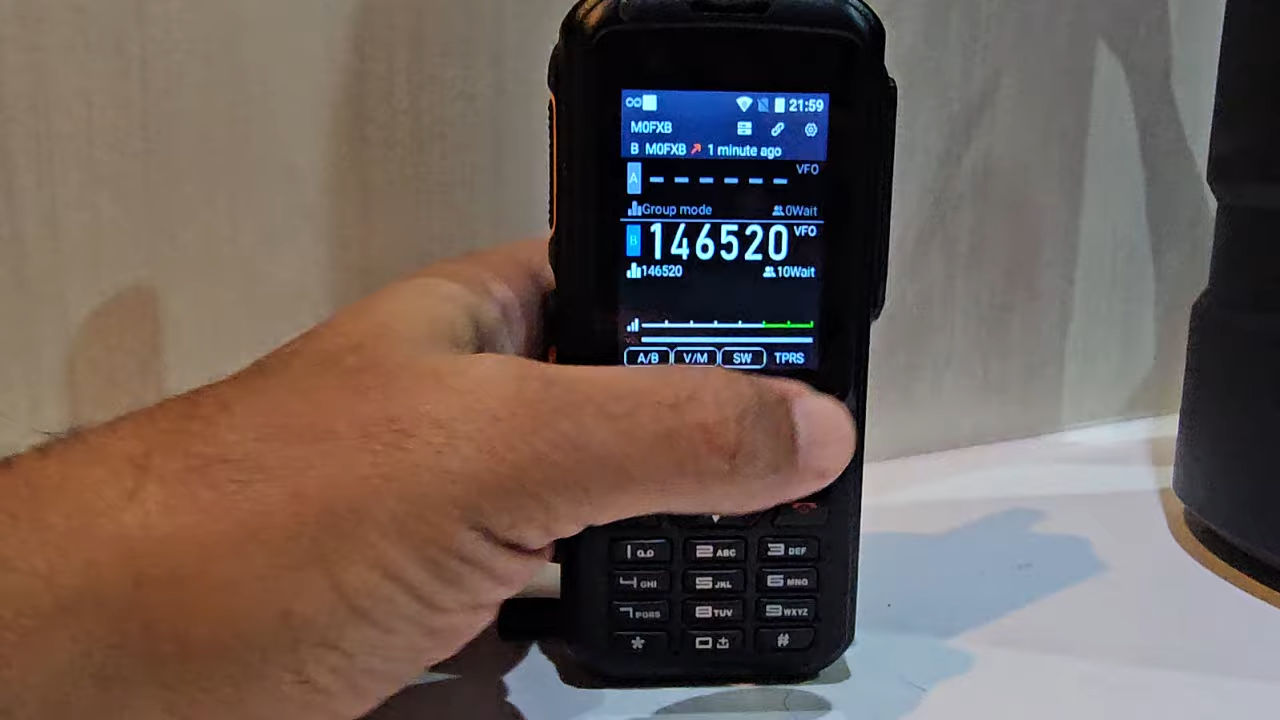 21:59
M0FXB
B M0FXB 1 minute ago
A VFO
Group mode 0Wait
B 146520 VFO
146520 10Wait
A/B V/M SW TPRS
1
2 ABC 3 DEF
4 GHI 5 JKL 6 MNO
7 PQRS 8 TUV 9 WXYZ
* 0 #